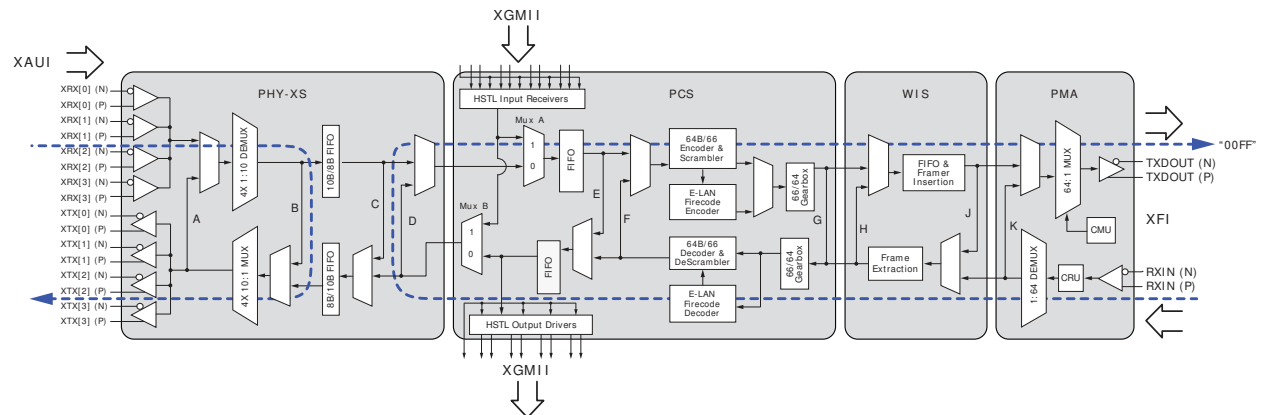 XGMII
XAUI
PHY-XS
PCS
WIS
PMA
XRX[0] (N)
XRX[0] (P)
XRX[1] (N)
XRX[1] (P)
XRX[2] (N)
XRX[2] (P)
XRX[3] (N)
XRX[3] (P)
XTX[0] (N)
XTX[0] (P)
XTX[1] (N)
XTX[1] (P)
XTX[2] (N)
XTX[2] (P)
XTX[3] (N)
XTX[3] (P)
A
4X 1:10 DEMUX
4X 10:1 MUX
B
10B/8B FIFO
8B/10B FIFO
C
D
HSTL Input Receivers
Mux A
1
0
FIFO
Mux B
1
0
FIFO
HSTL Output Drivers
E
F
64B/66
Encoder &
Scrambler
E-LAN
Firecode
Encoder
66/64
Gearbox
64B/66
Decoder &
DeScrambler
E-LAN
Firecode
Decoder
66/64
Gearbox
G
H
FIFO &
Framer
Insertion
Frame
Extraction
J
K
64:1 MUX
1:64 DEMUX
CMU
CRU
"00FF"
TXDOUT (N)
TXDOUT (P)
XFI
RXIN (N)
RXIN (P)
XGMII